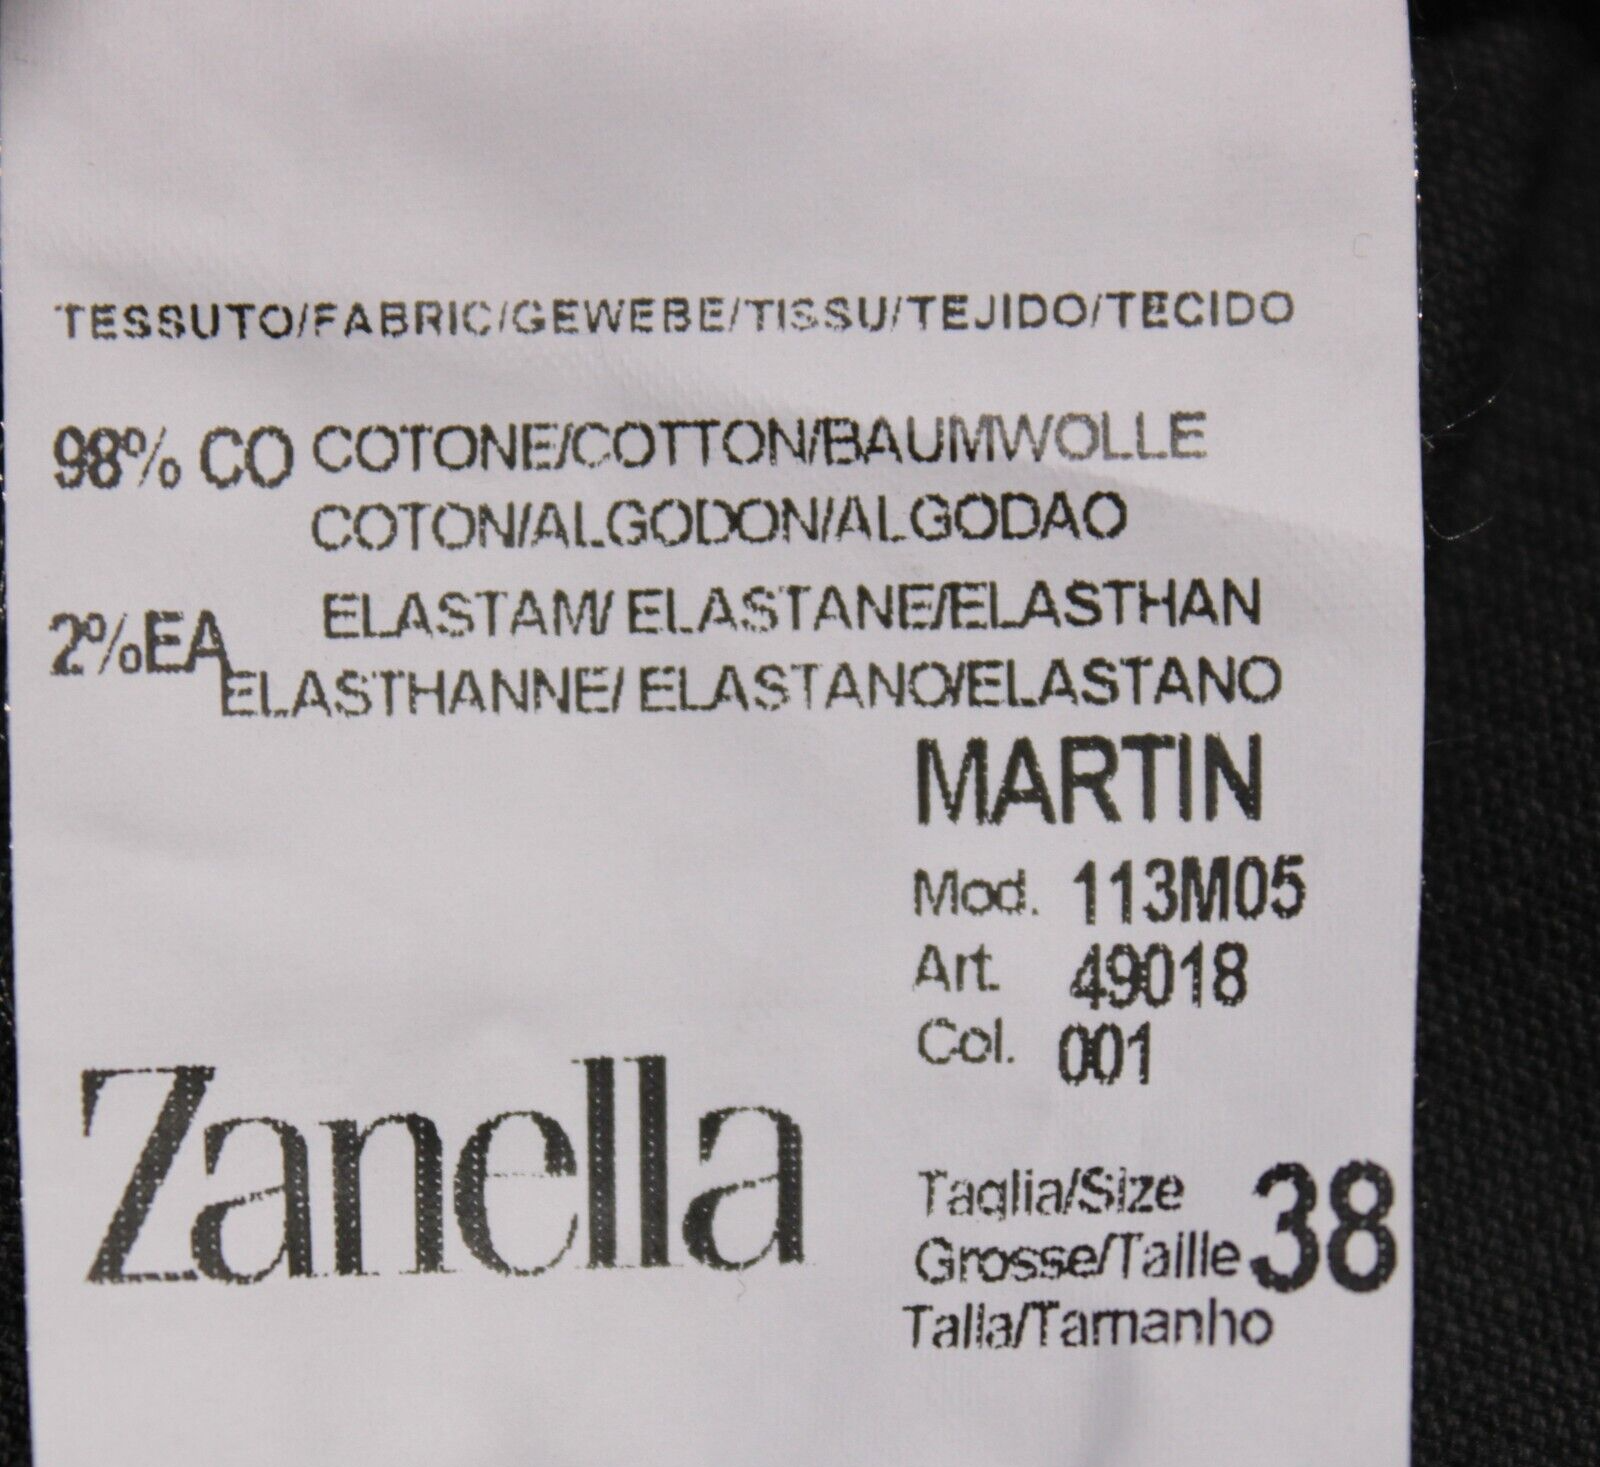 TESSUTO/FABRIC/GEWEBE/TISSU/TEJIDO/TECIDO
98% CO COTONE/COTTON/BAUMWOLLE
COTON/ALGODON/ALGODAO
2%EA ELASTAM/ ELASTANE/ELASTHAN
ELASTHANNE/ ELASTANO/ELASTANO
MARTIN
Mod. 113M05
Art. 49018
Col. 001
Zanella
Taglia/Size
Grosse/Taille 38
Talla/Tamanho